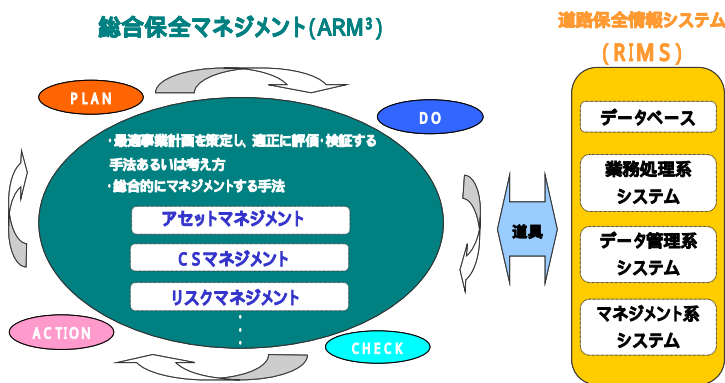 総合保全マネジメント(ARM³)
道路保全情報システム
(RIMS)
PLAN
DO
・最適事業計画を策定し、適正に評価・検証する
手法あるいは考え方
・総合的にマネジメントする手法
アセットマネジメント
CSマネジメント
リスクマネジメント
ACTION
CHECK
道具
データベース
業務処理系
システム
データ管理系
システム
マネジメント系
システム